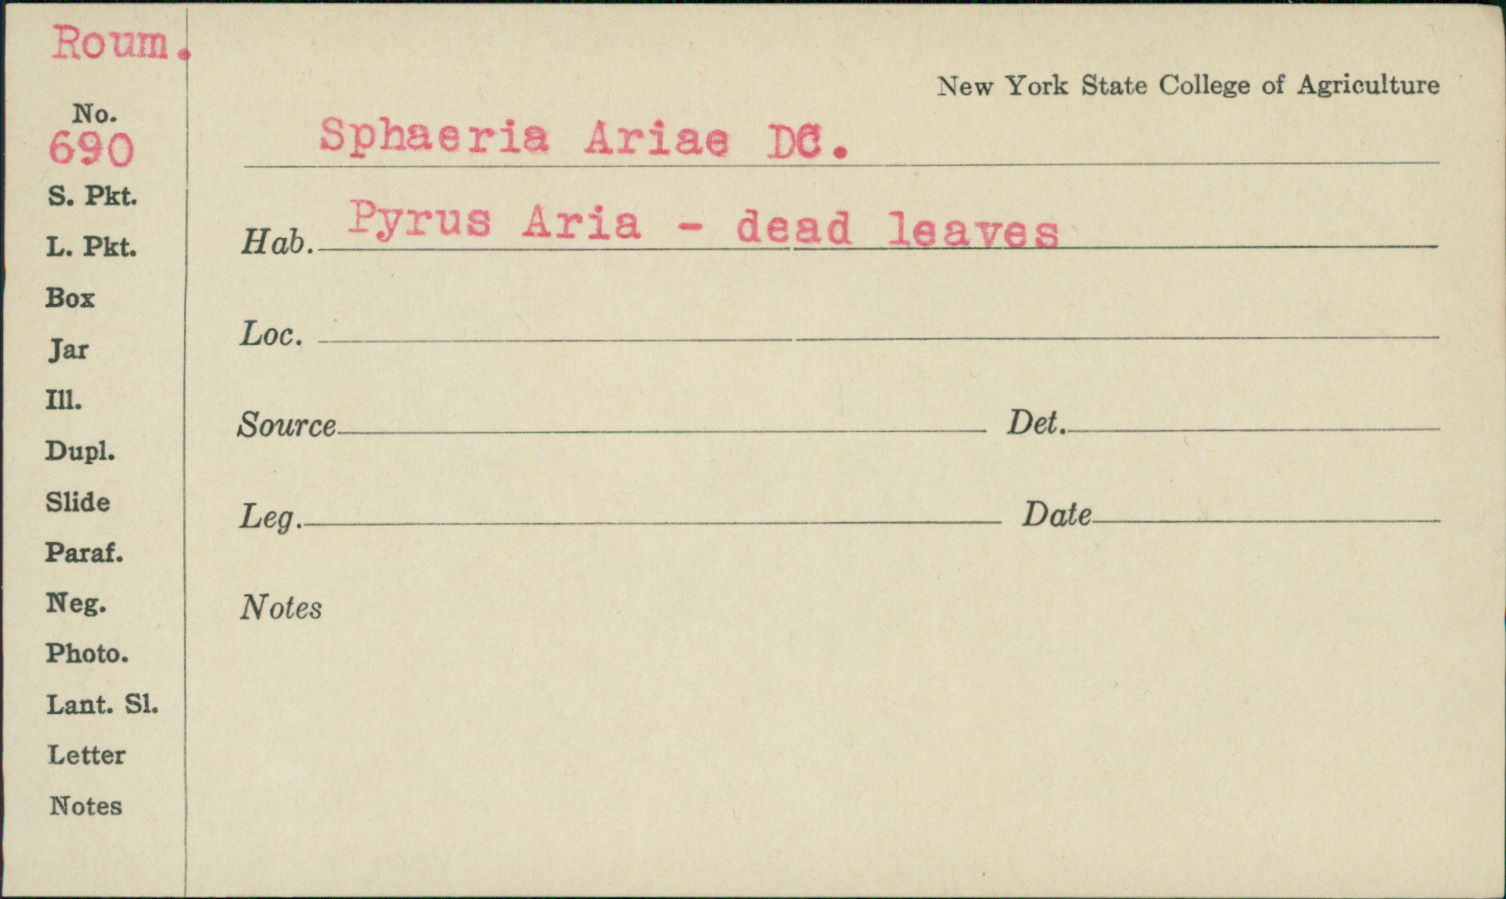 Roum.
New York State College of Agriculture
No.
690
Sphaeria Ariae DC.
S. Pkt.
Hab. Pyrus Aria - dead leaves
L. Pkt.
Box
Loc.
Jar
Ill.
Source Det.
Dupl.
Slide
Leg. Date
Paraf.
Neg.
Notes
Photo.
Lant. Sl.
Letter
Notes